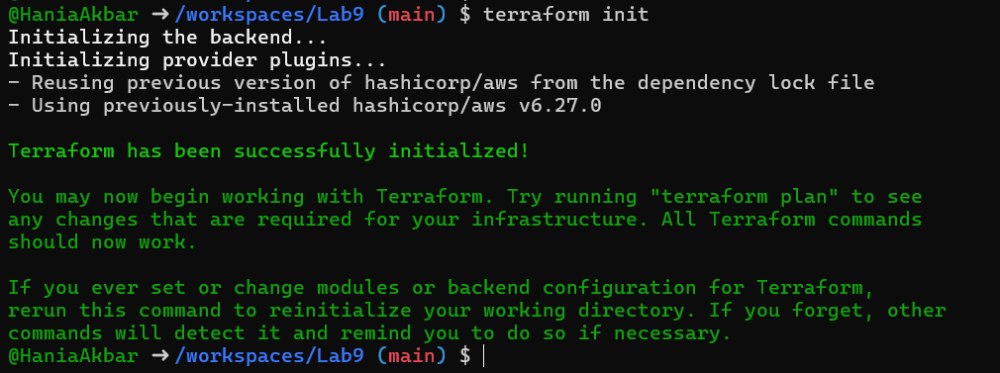 @HaniaAkbar → /workspaces/Lab9 (main) $ terraform init
Initializing the backend...
Initializing provider plugins...
- Reusing previous version of hashicorp/aws from the dependency lock file
- Using previously-installed hashicorp/aws v6.27.0
Terraform has been successfully initialized!
You may now begin working with Terraform. Try running "terraform plan" to see
any changes that are required for your infrastructure. All Terraform commands
should now work.
If you ever set or change modules or backend configuration for Terraform,
rerun this command to reinitialize your working directory. If you forget, other
commands will detect it and remind you to do so if necessary.
@HaniaAkbar → /workspaces/Lab9 (main) $